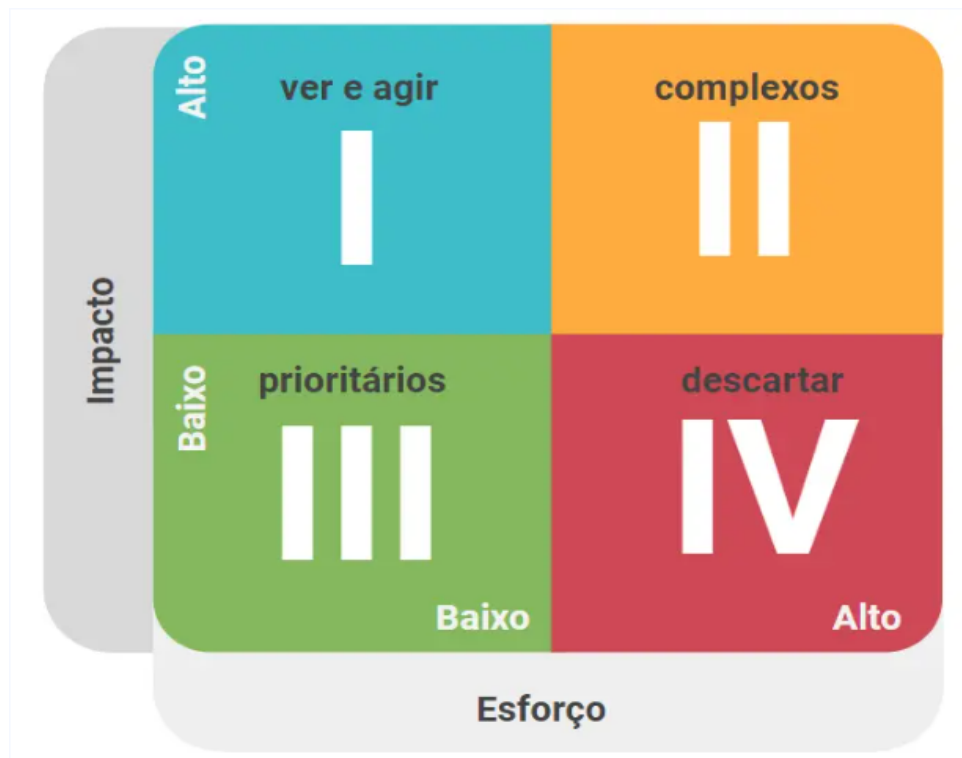 Impacto
Alto
ver e agir
I
complexos
II
Baixo
prioritários
III
Baixo
descartar
IV
Alto
Esforço